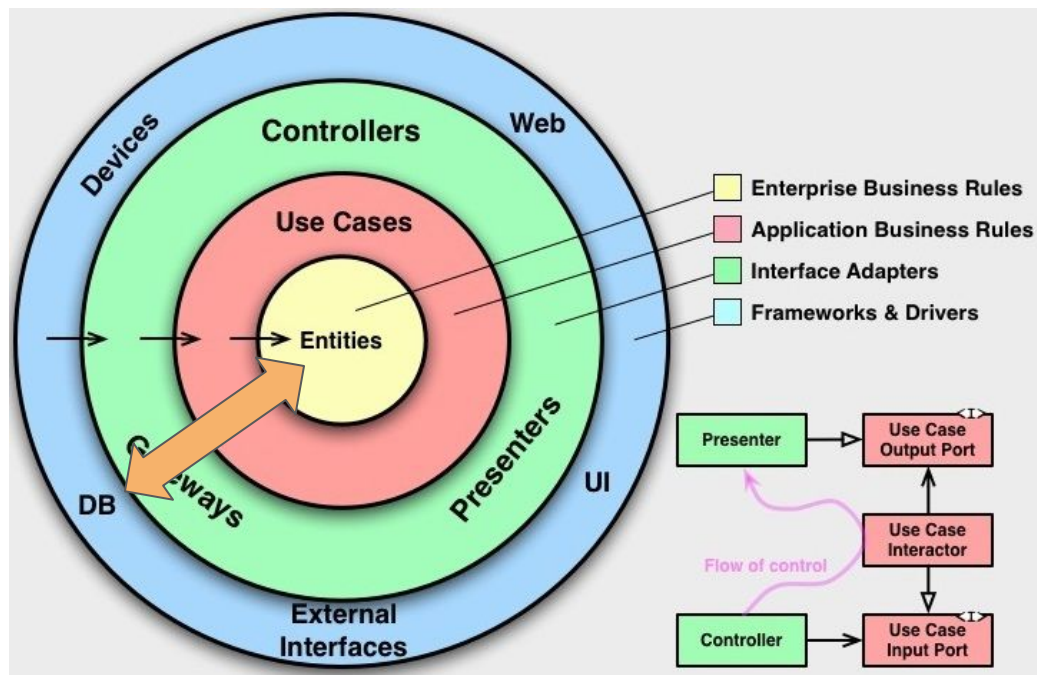 Devices
Web
Controllers
Use Cases
Entities
Presenters
DB
UI
External
Interfaces
Enterprise Business Rules
Application Business Rules
Interface Adapters
Frameworks & Drivers
Presenter
<I>
Use Case
Output Port
Use Case
Interactor
Flow of control
Controller
<I>
Use Case
Input Port